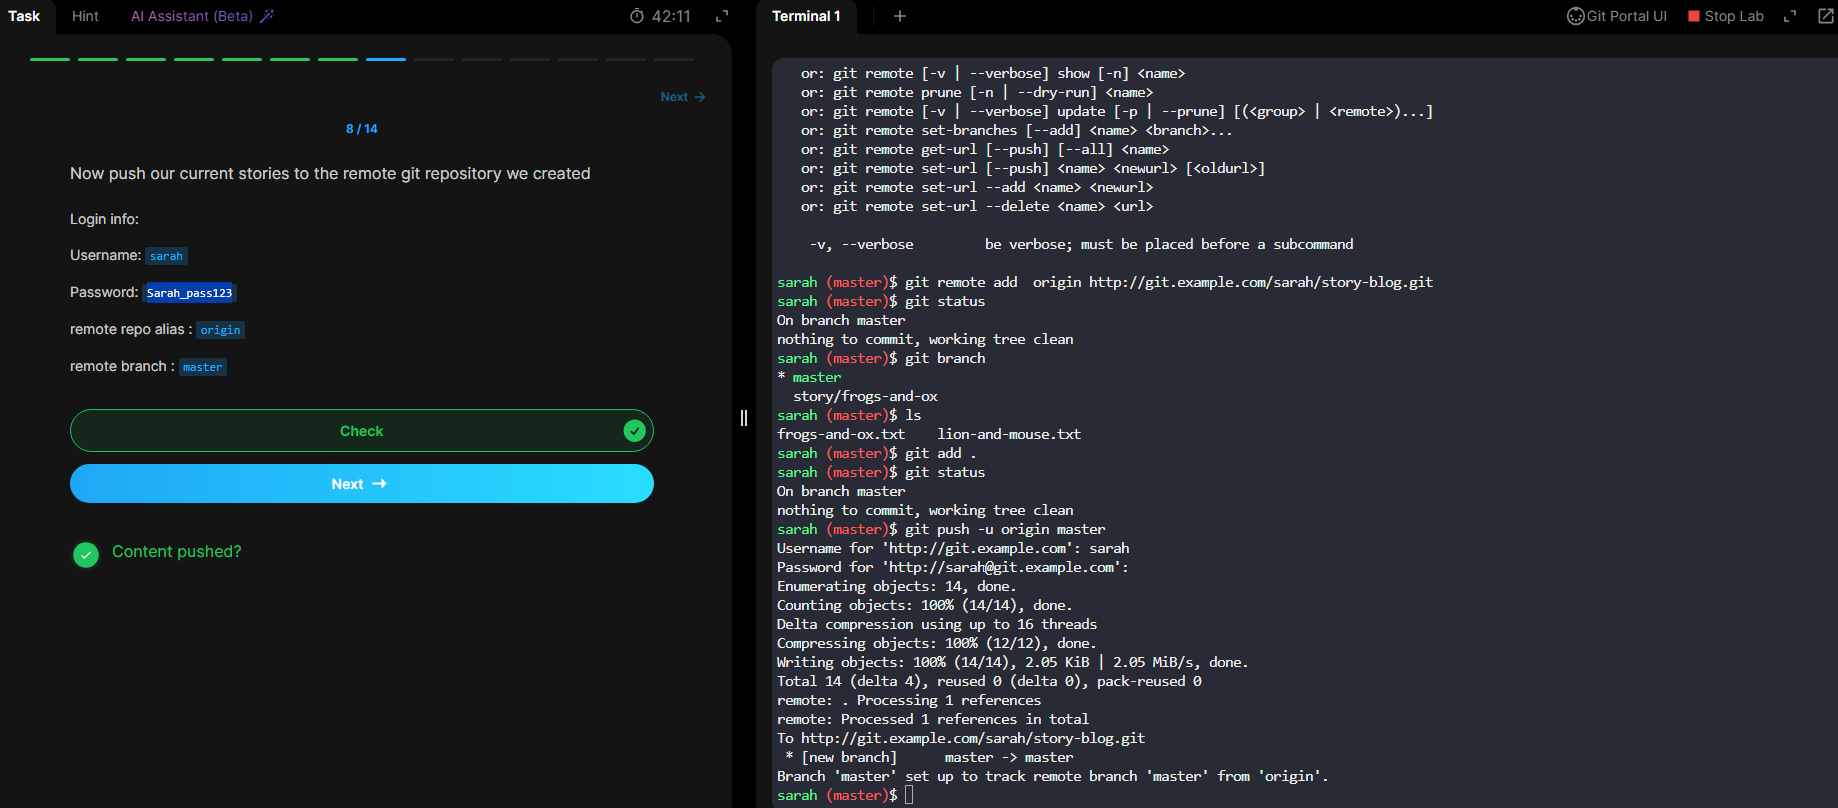 Task
Hint
AI Assistant (Beta)
42:11
Next →
8 / 14
Now push our current stories to the remote git repository we created
Login info:
Username: sarah
Password: Sarah_pass123
remote repo alias : origin
remote branch : master
Check
Next →
Content pushed?
Terminal 1
+
Git Portal UI
Stop Lab
or: git remote [-v | --verbose] show [-n] <name>
or: git remote prune [-n | --dry-run] <name>
or: git remote [-v | --verbose] update [-p | --prune] [(<group> | <remote>)...]
or: git remote set-branches [--add] <name> <branch>...
or: git remote get-url [--push] [--all] <name>
or: git remote set-url [--push] <name> <newurl> [<oldurl>]
or: git remote set-url --add <name> <newurl>
or: git remote set-url --delete <name> <url>
-v, --verbose         be verbose; must be placed before a subcommand
sarah (master)$ git remote add  origin http://git.example.com/sarah/story-blog.git
sarah (master)$ git status
On branch master
nothing to commit, working tree clean
sarah (master)$ git branch
* master
story/frogs-and-ox
sarah (master)$ ls
frogs-and-ox.txt    lion-and-mouse.txt
sarah (master)$ git add .
sarah (master)$ git status
On branch master
nothing to commit, working tree clean
sarah (master)$ git push -u origin master
Username for 'http://git.example.com': sarah
Password for 'http://sarah@git.example.com':
Enumerating objects: 14, done.
Counting objects: 100% (14/14), done.
Delta compression using up to 16 threads
Compressing objects: 100% (12/12), done.
Writing objects: 100% (14/14), 2.05 KiB | 2.05 MiB/s, done.
Total 14 (delta 4), reused 0 (delta 0), pack-reused 0
remote: . Processing 1 references
remote: Processed 1 references in total
To http://git.example.com/sarah/story-blog.git
* [new branch]      master -> master
Branch 'master' set up to track remote branch 'master' from 'origin'.
sarah (master)$